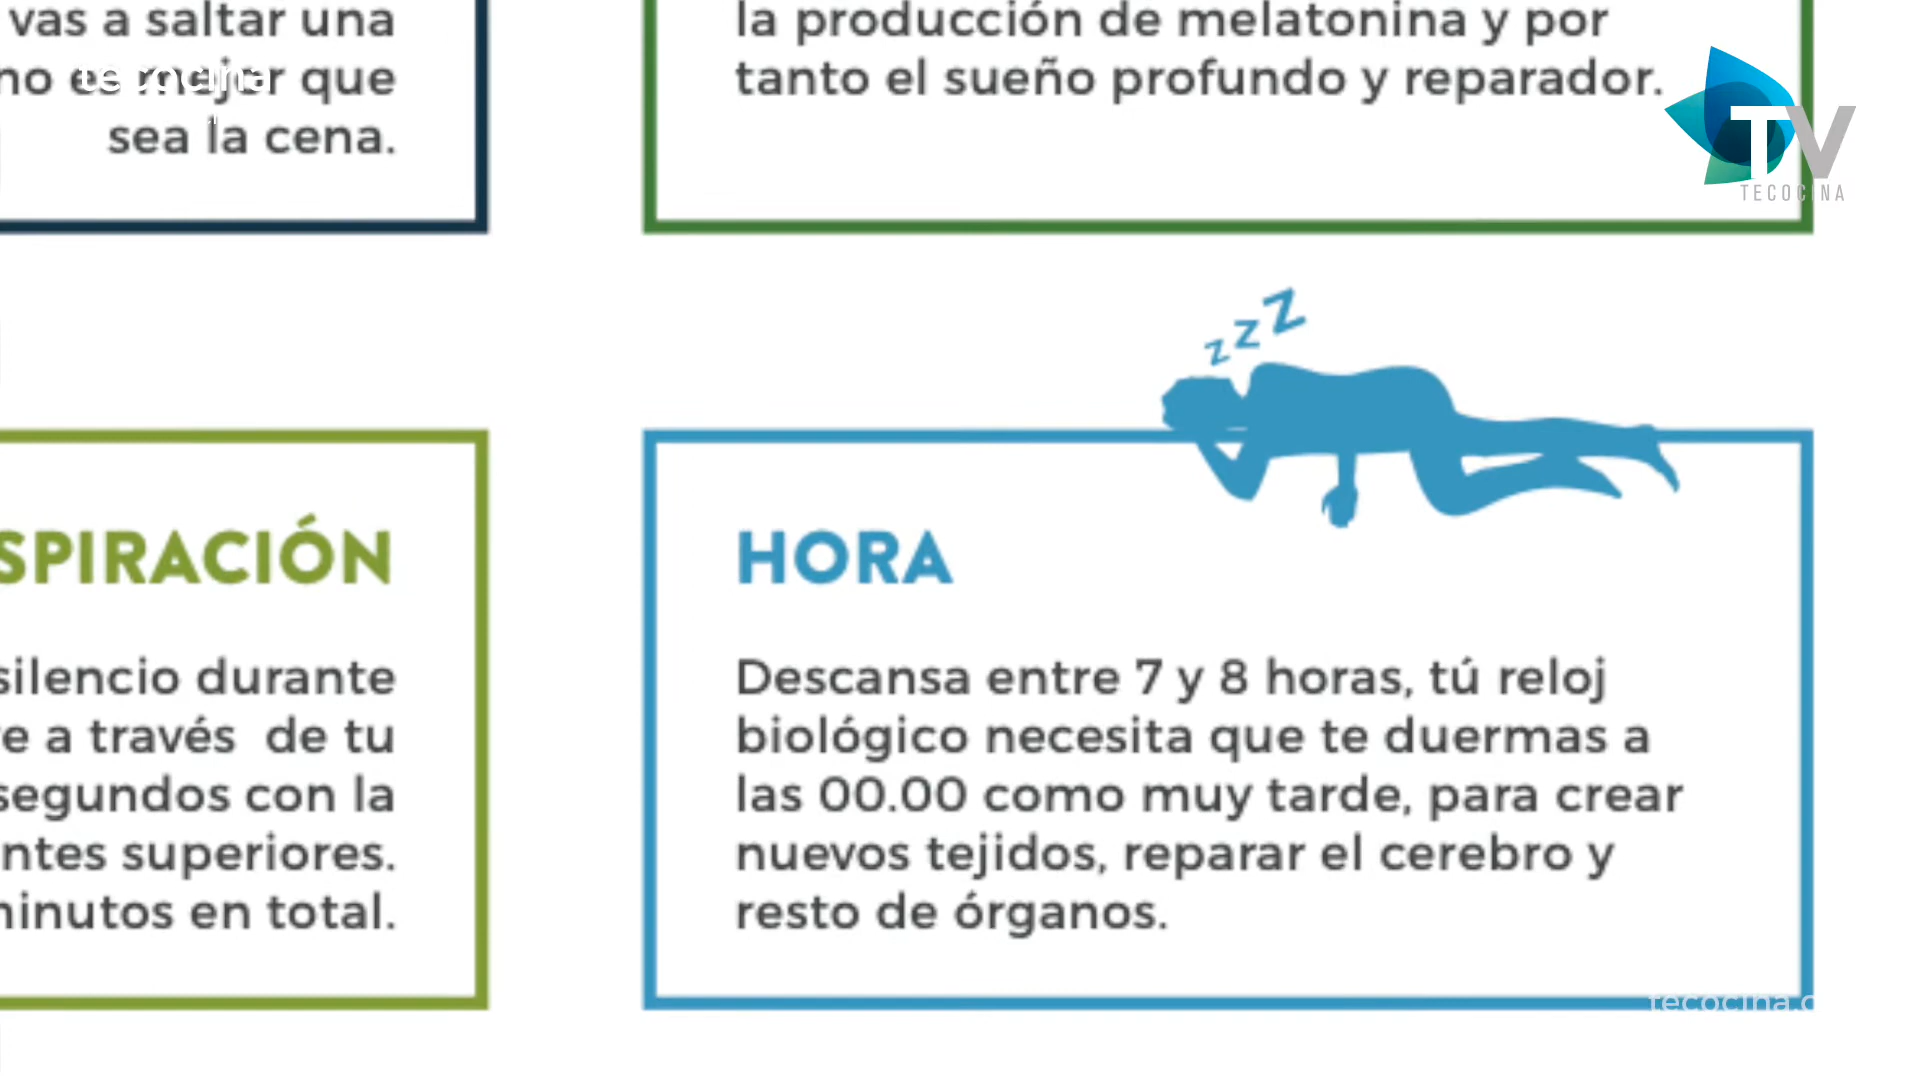 vas a saltar una
no es mejor que
sea la cena.
la producción de melatonina y por
tanto el sueño profundo y reparador.
tecocina
TV
TECOCINA
z z Z
SPIRACIÓN
silencio durante
e a través de tu
segundos con la
ntes superiores.
inutos en total.
HORA
Descansa entre 7 y 8 horas, tú reloj
biológico necesita que te duermas a
las 00.00 como muy tarde, para crear
nuevos tejidos, reparar el cerebro y
resto de órganos.
tecocina.c